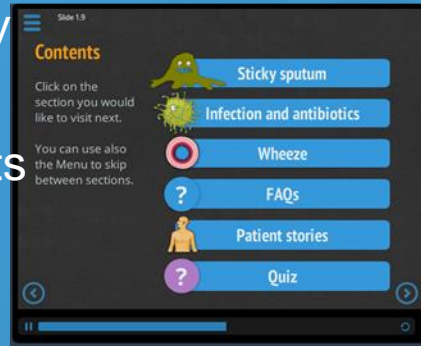 Slide 1.9
Contents
Click on the
section you would
like to visit next.
You can use also
the Menu to skip
between sections.
Sticky sputum
Infection and antibiotics
Wheeze
?
FAQs
Patient stories
?
Quiz